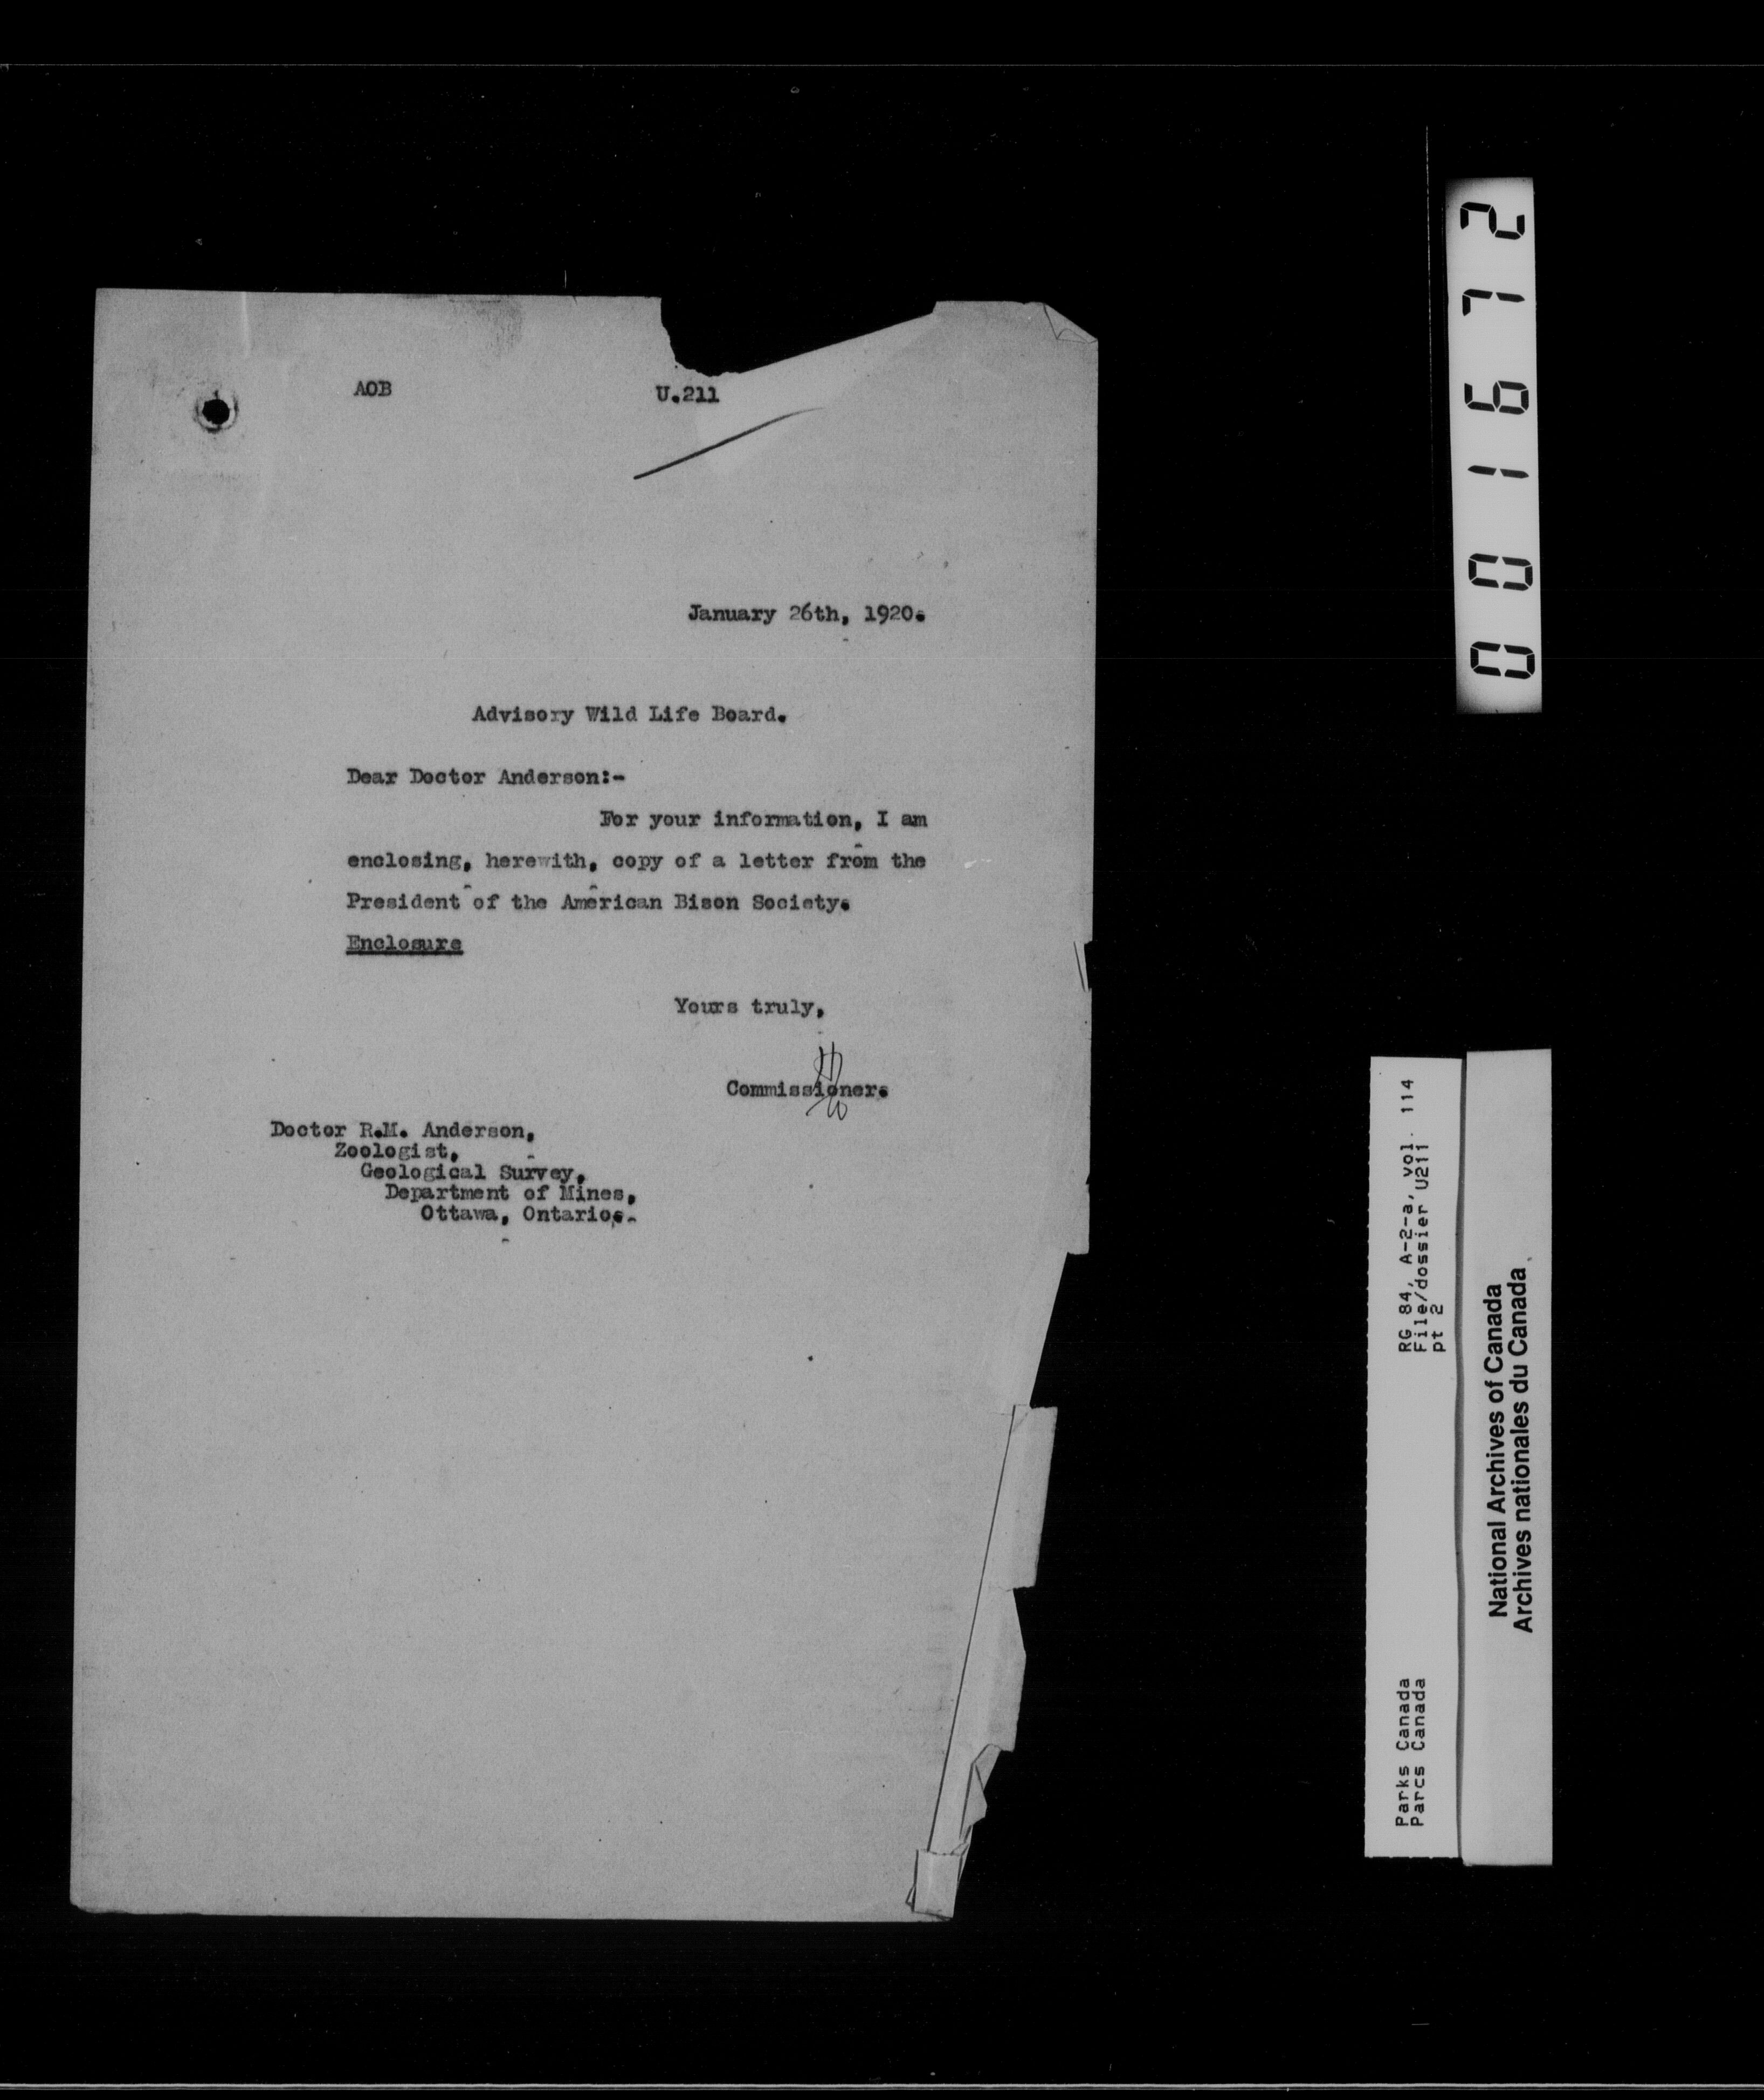 AOB U.211
January 26th, 1920.
Advisory Wild Life Board.
Dear Doctor Anderson:-
For your information, I am
enclosing, herewith, copy of a letter from the
President of the American Bison Society.
Enclosure
Yours truly,
Commissioner.
Doctor R.M. Anderson,
Zoologist,
Geological Survey,
Department of Mines,
Ottawa, Ontario.
001672
RG 84, A-2-a, vol. 114
File/dossier U211
pt 2
Parks Canada
Parcs Canada
National Archives of Canada
Archives nationales du Canada